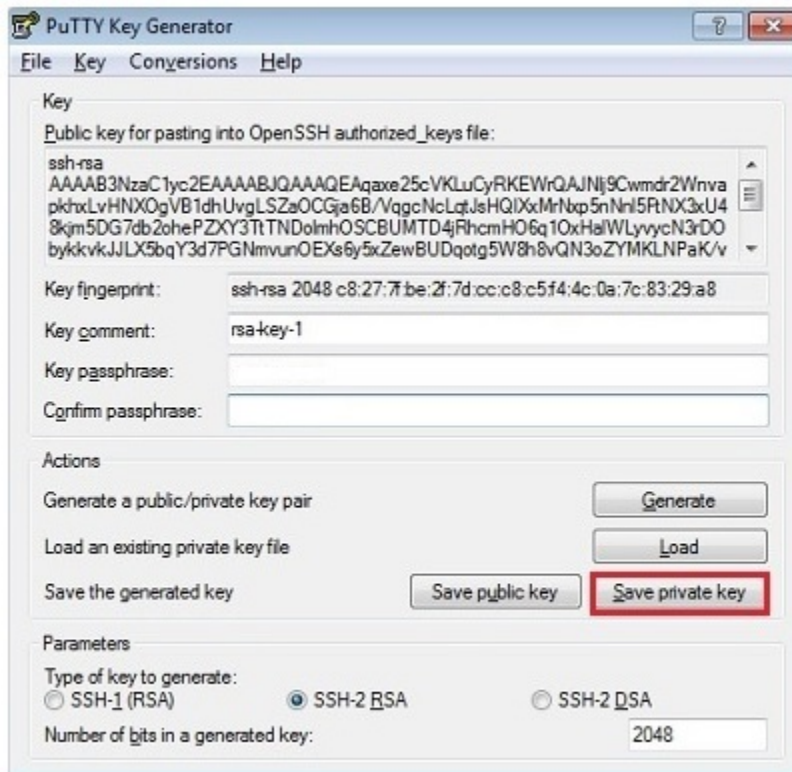 PuTTY Key Generator
File Key Conversions Help
Key
Public key for pasting into OpenSSH authorized_keys file:
ssh-rsa
AAAAB3NzaC1yc2EAAAABJQAAAQEAqaxe25cVKLuCyRKEWrQAJNlj9Cwmdr2Wnva
pkhxLvHNXOgVB1dhUvgLSZaOCGja6B/VqgcNcLqtJsHQIXxMrNxp5nNnl5FtNX3xU4
8kjm5DG7db2ohePZXY3TtTNDolmhOSCBUMTD4jRhcmHO6q1OxHalWLyvycN3rDO
bykkvkJJLX5bqY3d7PGNmvunOEXs6y5xZewBUDqotg5W8h8vQN3oZYMKLNPaK/v
Key fingerprint: ssh-rsa 2048 c8:27:7f:be:2f:7d:cc:c8:c5:f4:4c:0a:7c:83:29:a8
Key comment: rsa-key-1
Key passphrase:
Confirm passphrase:
Actions
Generate a public/private key pair Generate
Load an existing private key file Load
Save the generated key Save public key Save private key
Parameters
Type of key to generate:
SSH-1 (RSA) SSH-2 RSA SSH-2 DSA
Number of bits in a generated key: 2048